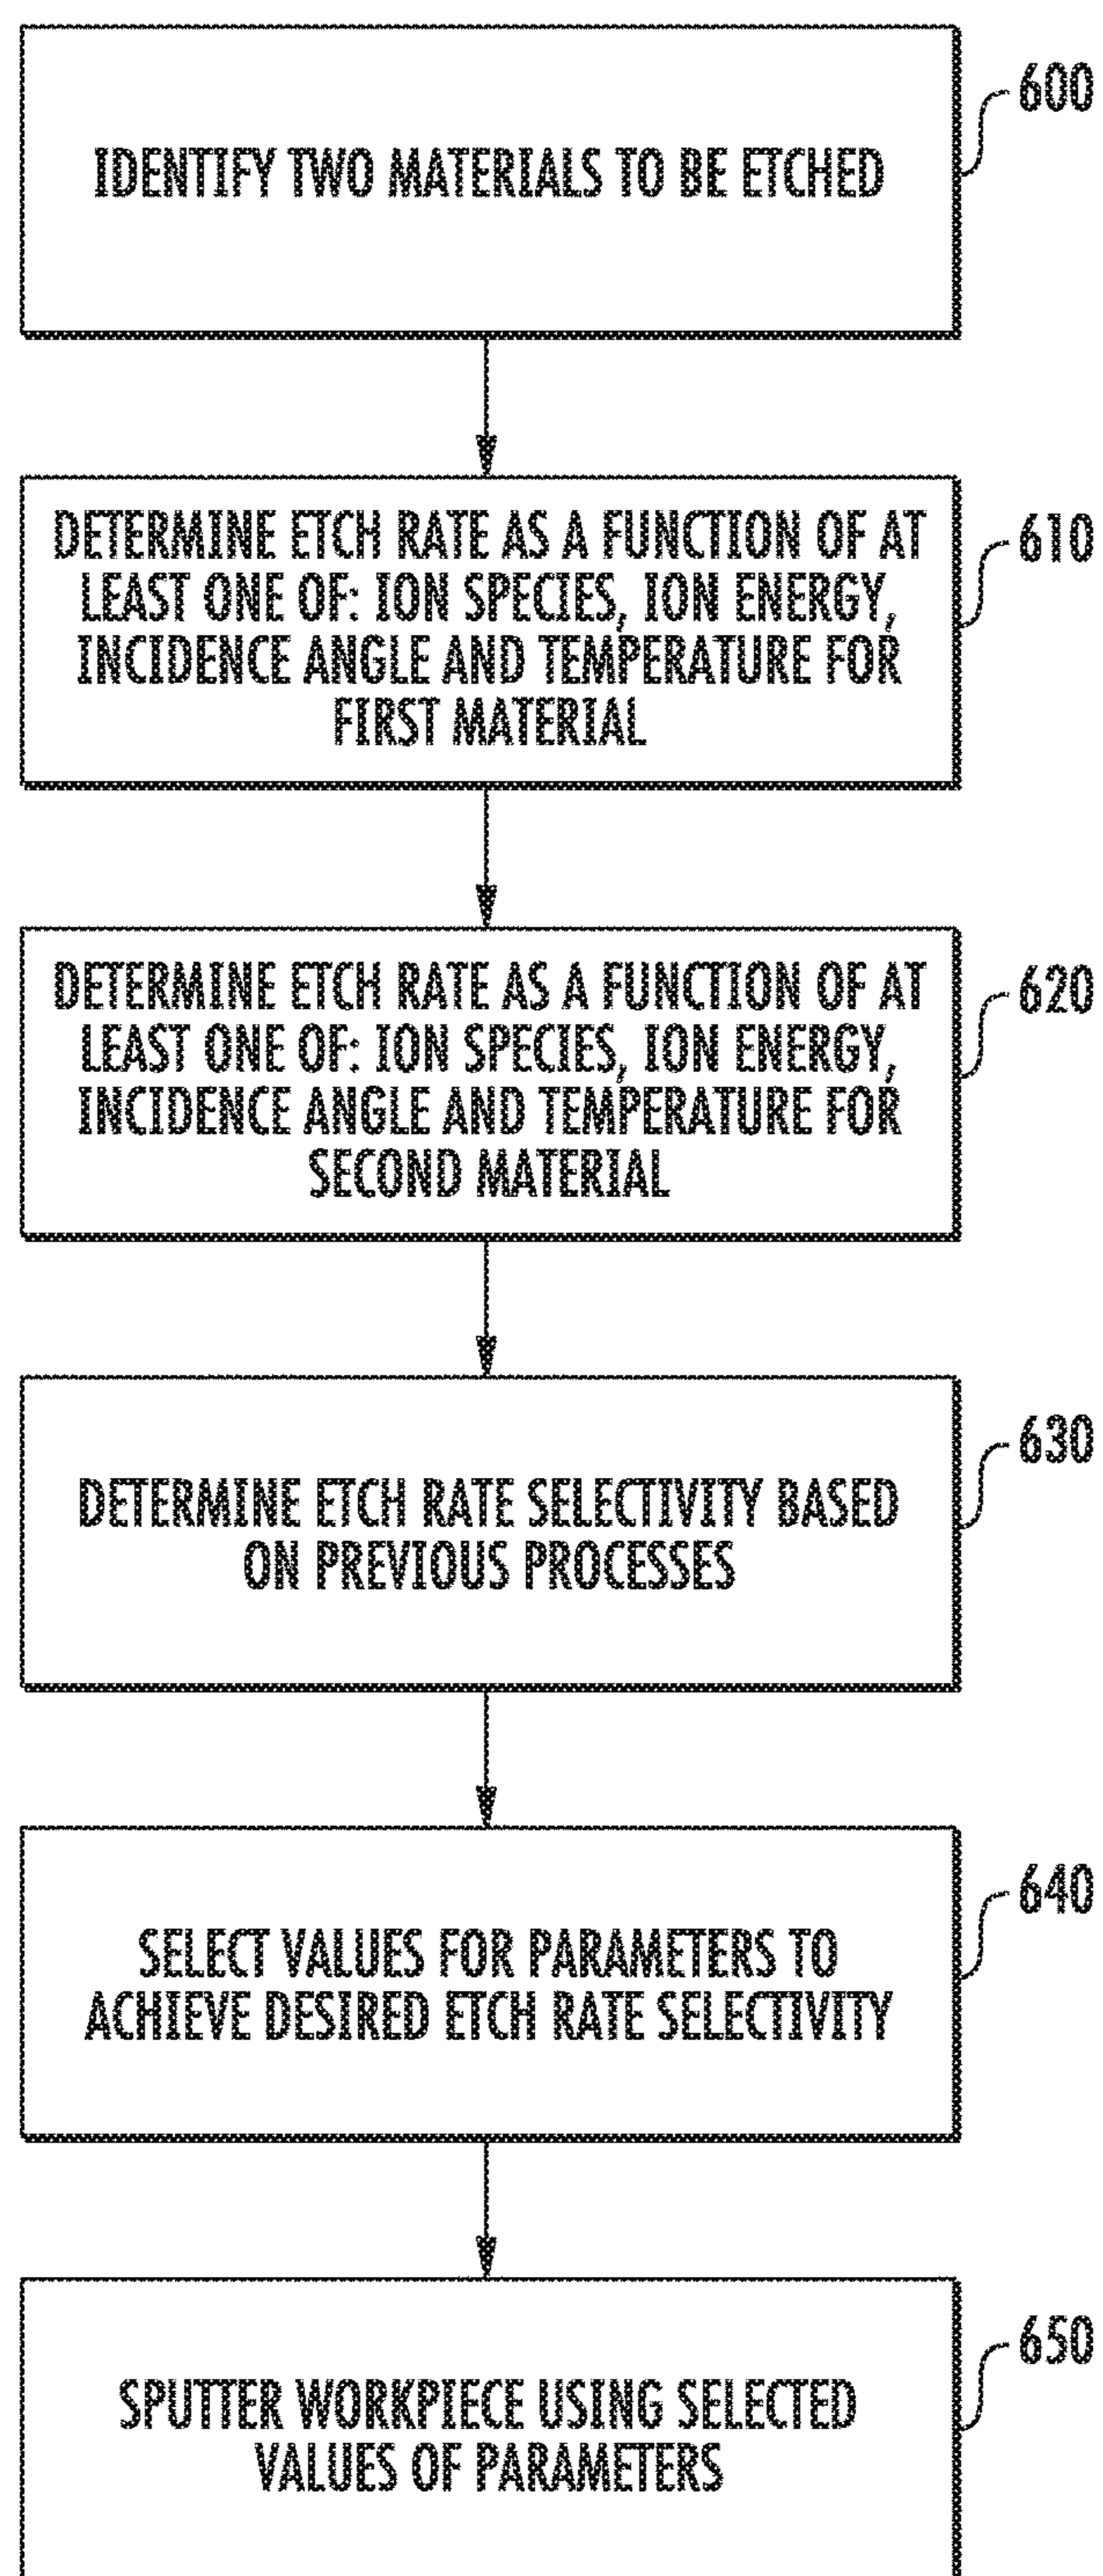 IDENTIFY TWO MATERIALS TO BE ETCHED
600
DETERMINE ETCH RATE AS A FUNCTION OF AT
LEAST ONE OF: ION SPECIES, ION ENERGY,
INCIDENCE ANGLE AND TEMPERATURE FOR
FIRST MATERIAL
610
DETERMINE ETCH RATE AS A FUNCTION OF AT
LEAST ONE OF: ION SPECIES, ION ENERGY,
INCIDENCE ANGLE AND TEMPERATURE FOR
SECOND MATERIAL
620
DETERMINE ETCH RATE SELECTIVITY BASED
ON PREVIOUS PROCESSES
630
SELECT VALUES FOR PARAMETERS TO
ACHIEVE DESIRED ETCH RATE SELECTIVITY
640
SPUTTER WORKPIECE USING SELECTED
VALUES OF PARAMETERS
650